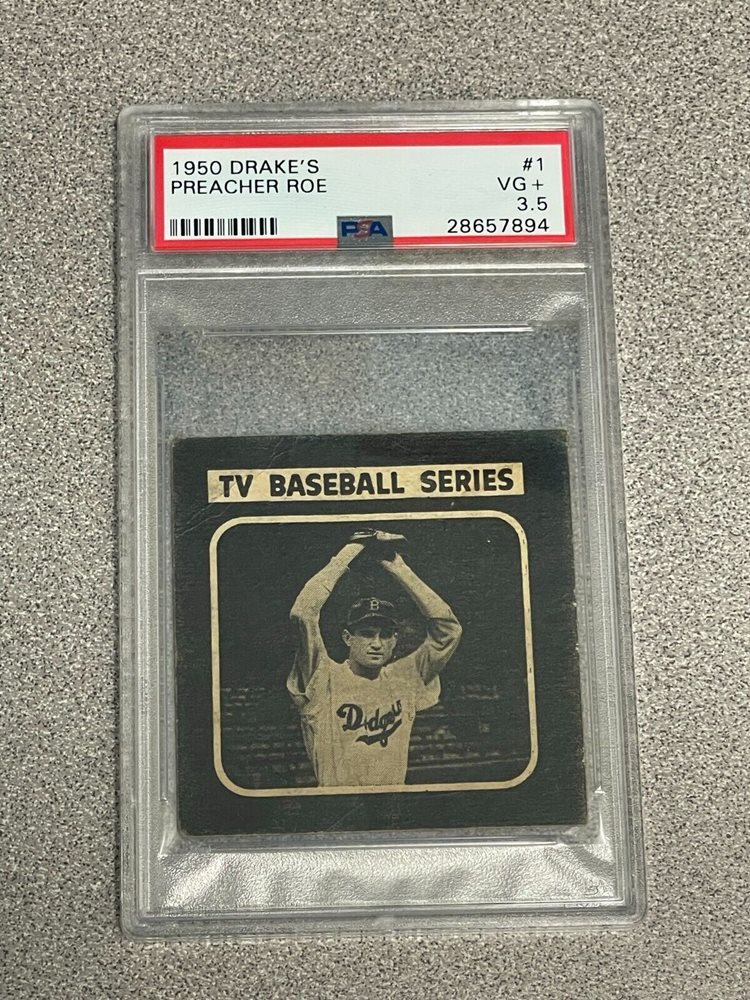 1950 DRAKE'S #1
PREACHER ROE VG+
3.5
PSA 28657894
TV BASEBALL SERIES
B
Dodgers